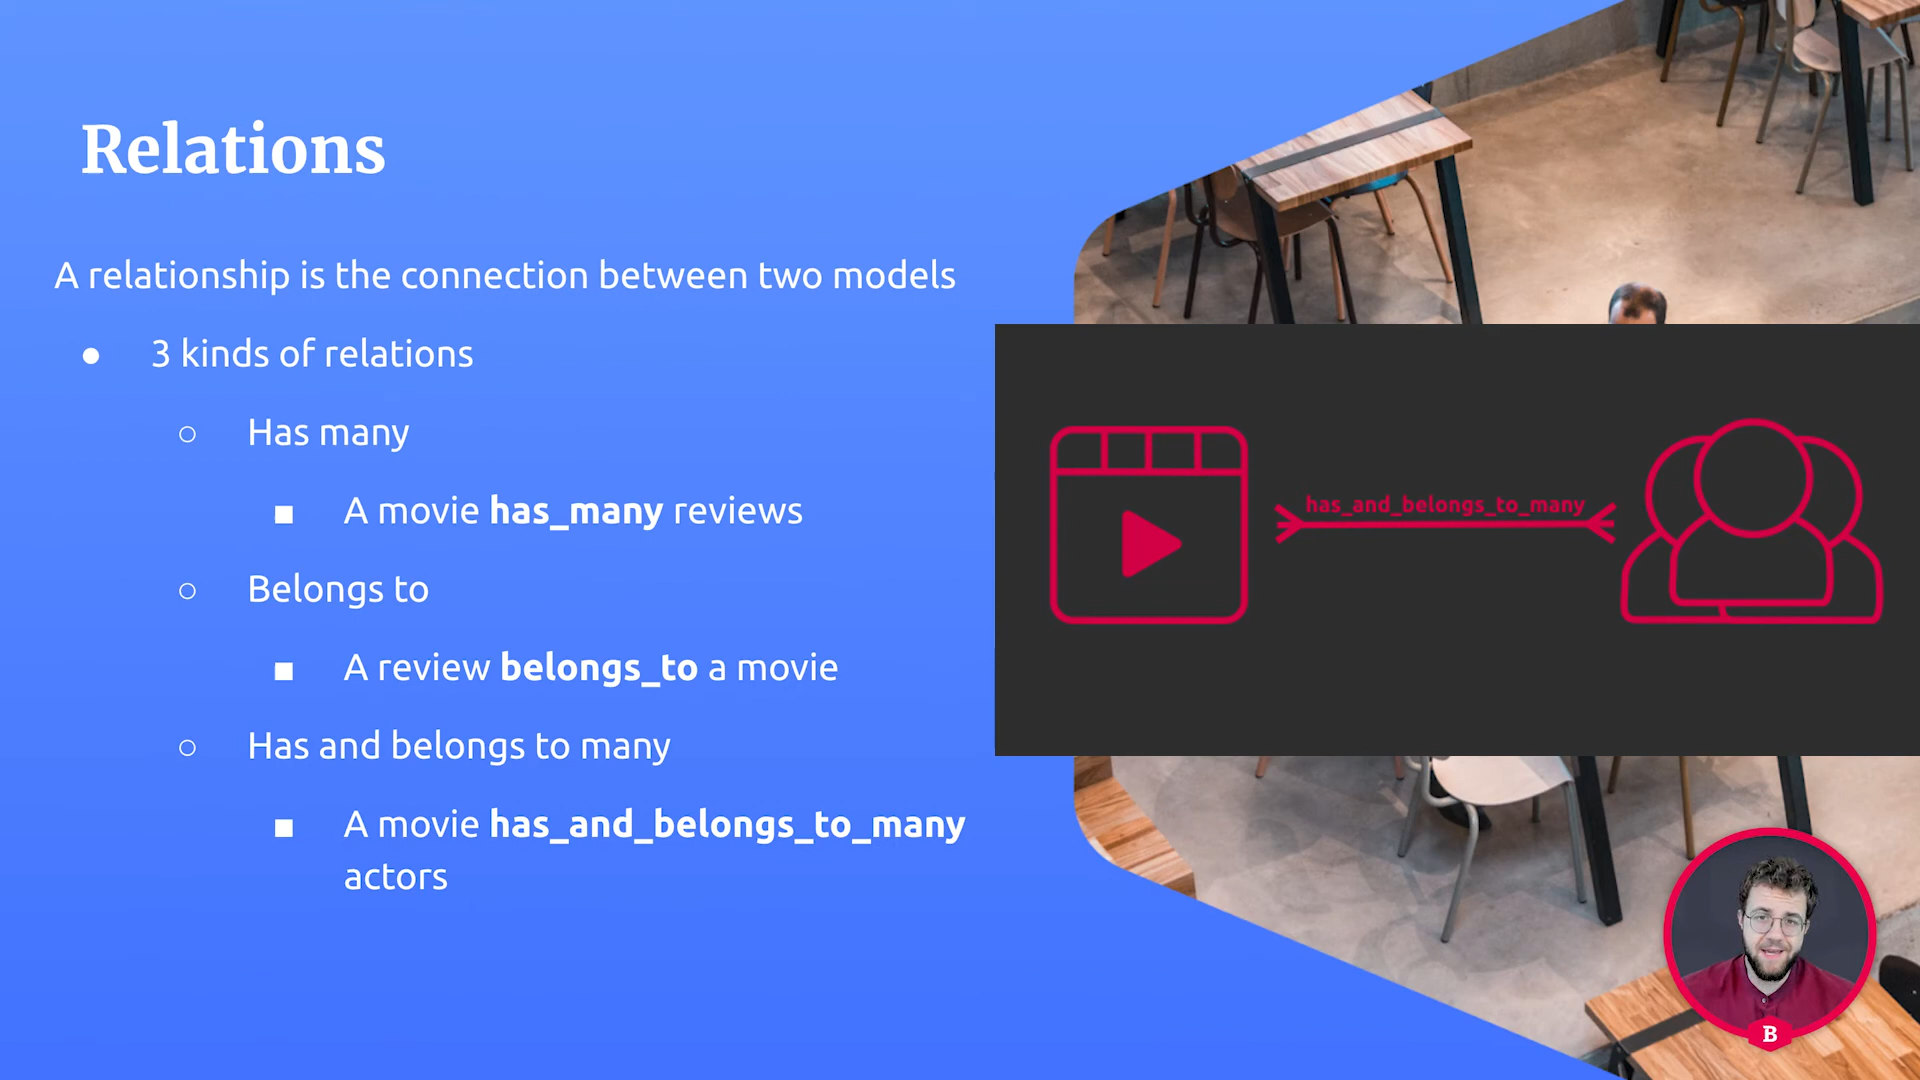 Relations
A relationship is the connection between two models
● 3 kinds of relations
○ Has many
■ A movie has_many reviews
○ Belongs to
■ A review belongs_to a movie
○ Has and belongs to many
■ A movie has_and_belongs_to_many
actors
has_and_belongs_to_many
B